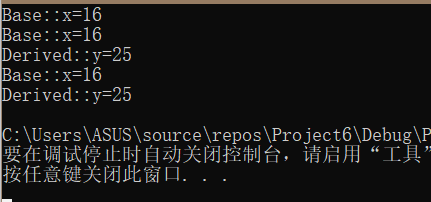 Base::x=16
Base::x=16
Derived::y=25
Base::x=16
Derived::y=25
C:\Users\ASUS\source\repos\Project6\Debug\P
要在调试停止时自动关闭控制台，请启用“工具”
按任意键关闭此窗口. . .